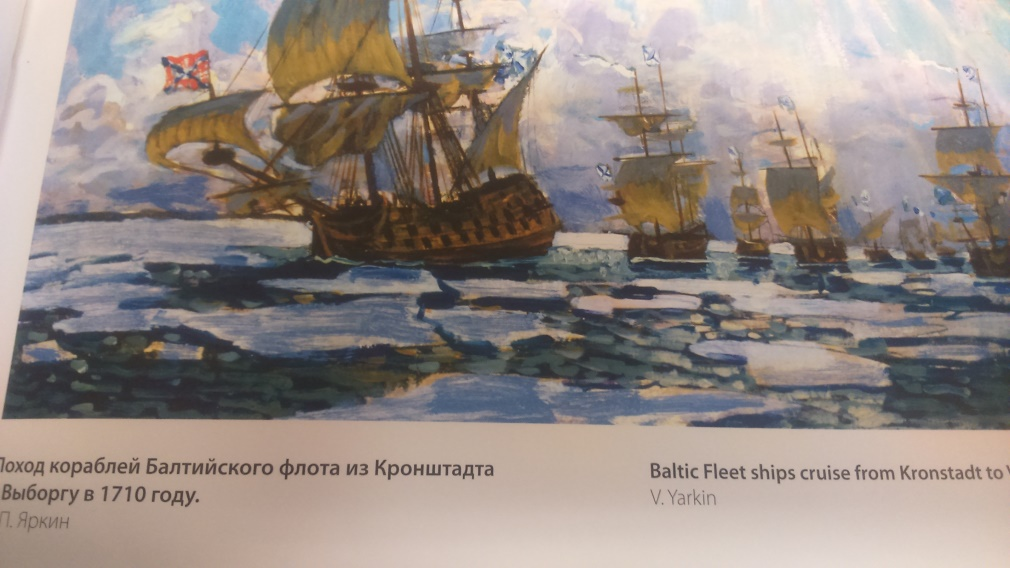 Поход кораблей Балтийского флота из Кронштадта
Выборгу в 1710 году.
П. Яркин
Baltic Fleet ships cruise from Kronstadt to
V. Yarkin